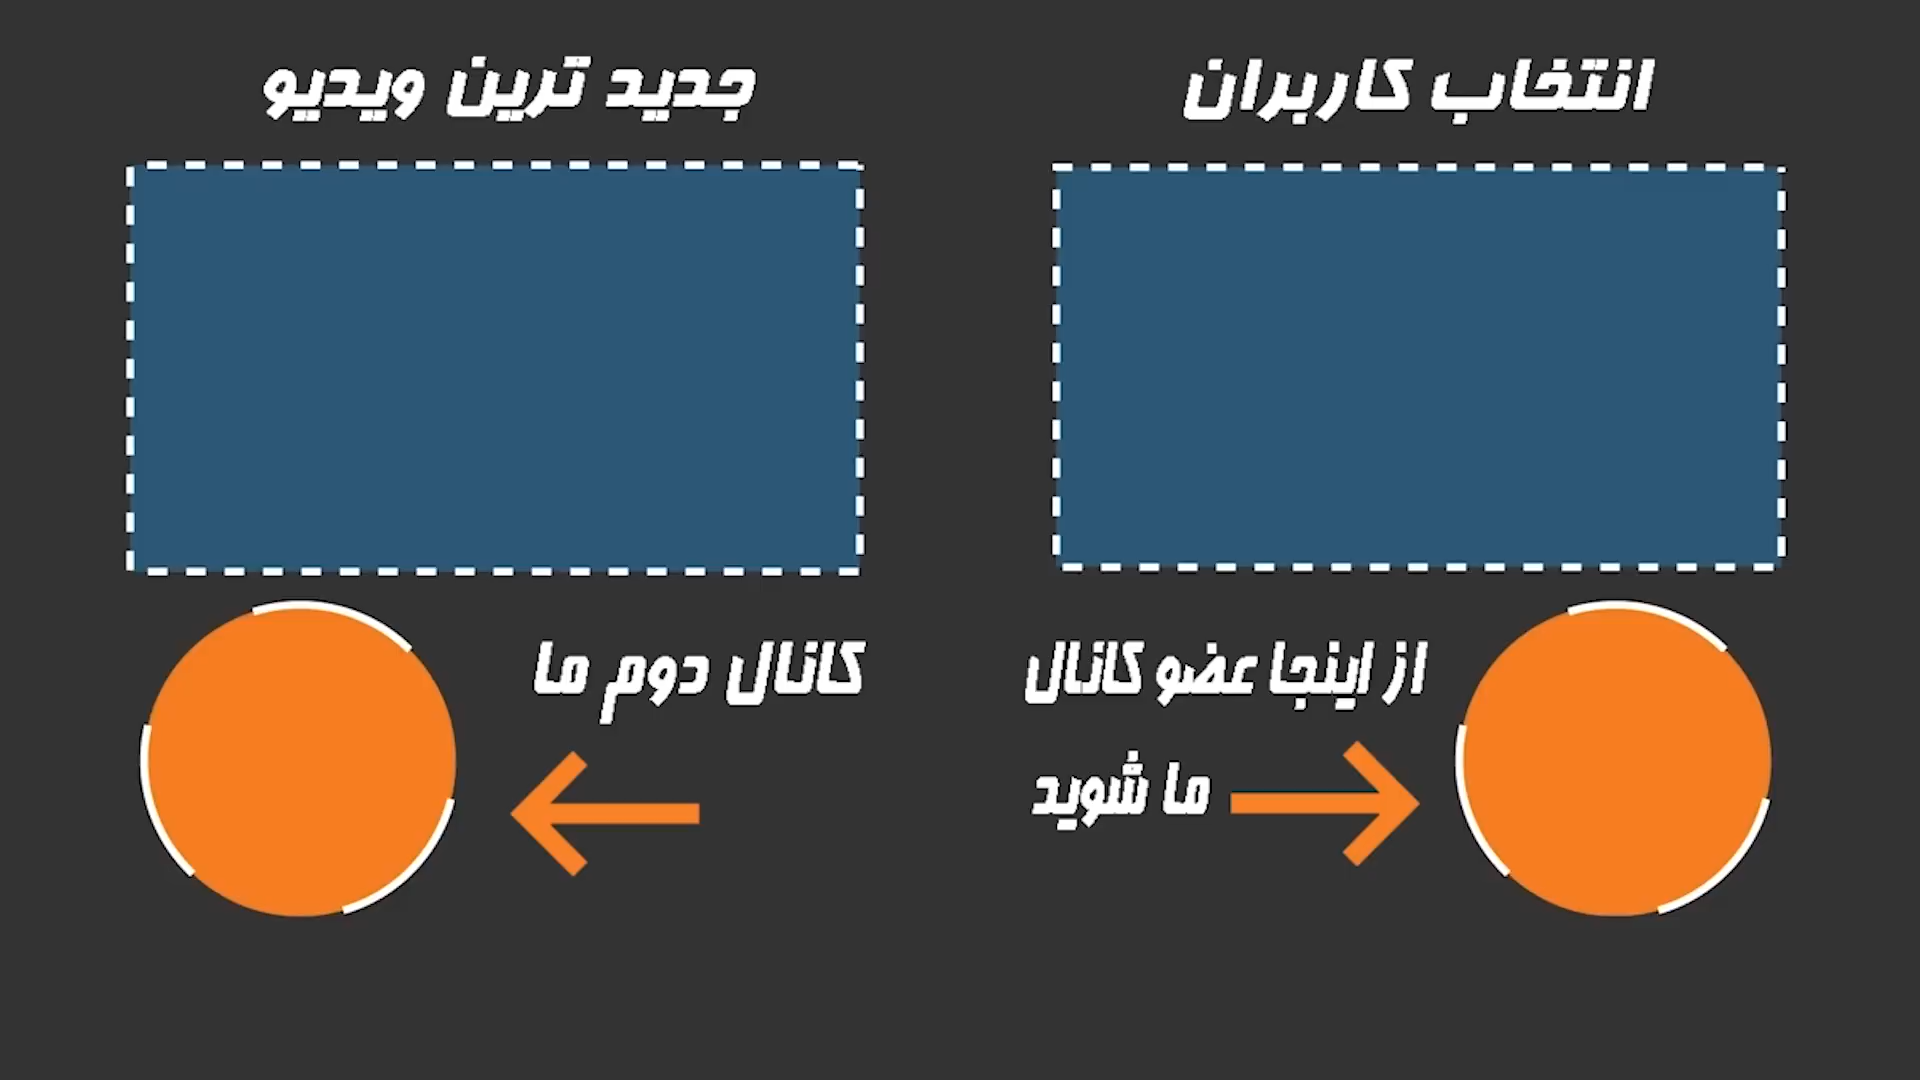 انتخاب کاربران
جدید ترین ویدیو
از اینجا عضو کانال
ما شوید
کانال دوم ما